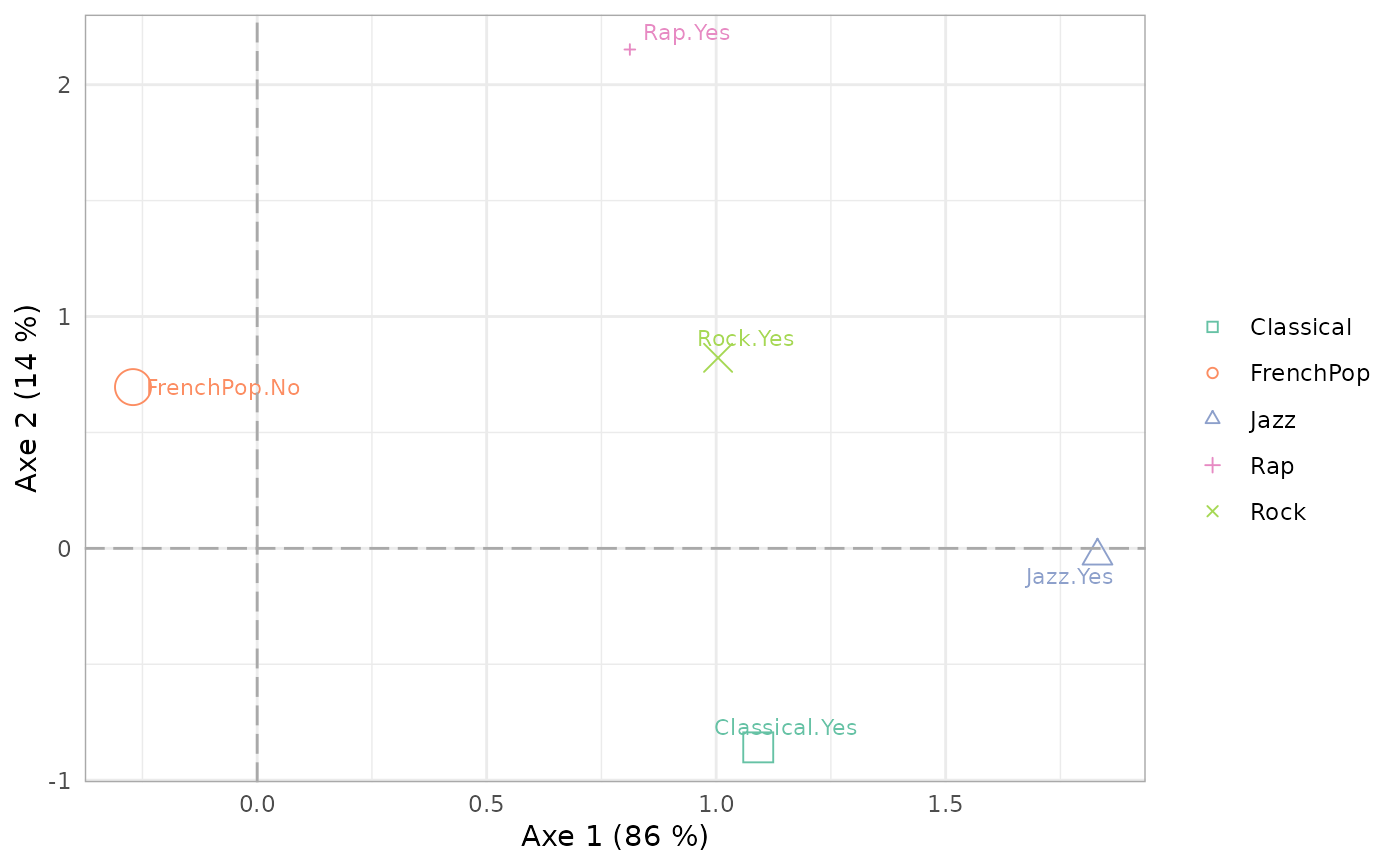 Rap.Yes
2
Axe 2 (14 %)
1
Rock.Yes
FrenchPop.No
0
Jazz.Yes
Classical.Yes
-1
0.0
0.5
1.0
1.5
Axe 1 (86 %)
Classical
FrenchPop
Jazz
Rap
Rock